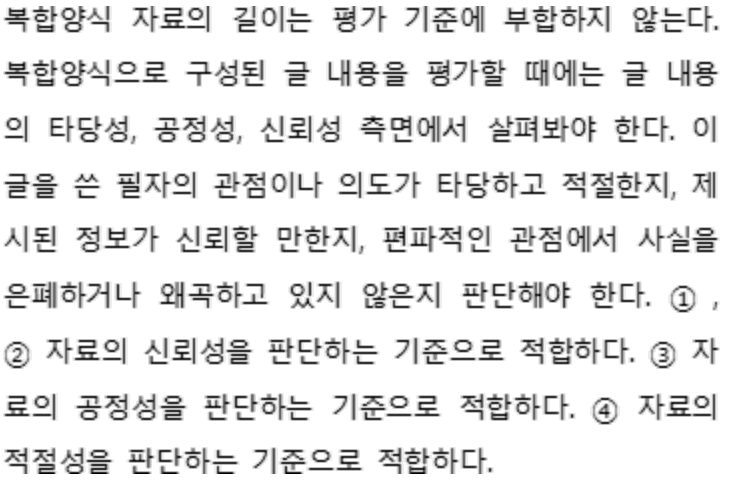 복합양식 자료의 길이는 평가 기준에 부합하지 않는다.
복합양식으로 구성된 글 내용을 평가할 때에는 글 내용
의 타당성, 공정성, 신뢰성 측면에서 살펴봐야 한다. 이
글을 쓴 필자의 관점이나 의도가 타당하고 적절한지, 제
시된 정보가 신뢰할 만한지, 편파적인 관점에서 사실을
은폐하거나 왜곡하고 있지 않은지 판단해야 한다. ① ,
② 자료의 신뢰성을 판단하는 기준으로 적합하다. ③ 자
료의 공정성을 판단하는 기준으로 적합하다. ④ 자료의
적절성을 판단하는 기준으로 적합하다.